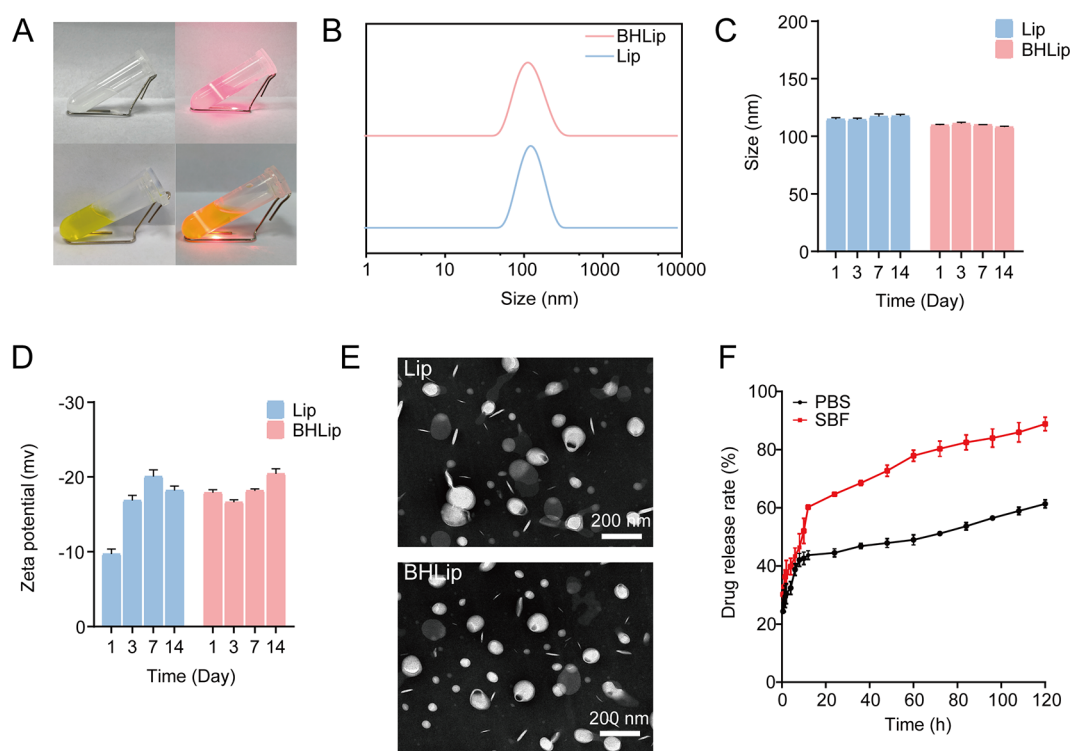 A
B
BHLip
Lip
1
10
100
1000
10000
Size (nm)
C
Lip
BHLip
200
150
100
50
0
Size (nm)
1 3 7 14 1 3 7 14
Time (Day)
D
Lip
BHLip
-30
-20
-10
0
Zeta potential (mv)
1 3 7 14 1 3 7 14
Time (Day)
E
Lip
200 nm
BHLip
200 nm
F
PBS
SBF
100
80
60
40
20
0
Drug release rate (%)
0 20 40 60 80 100 120
Time (h)